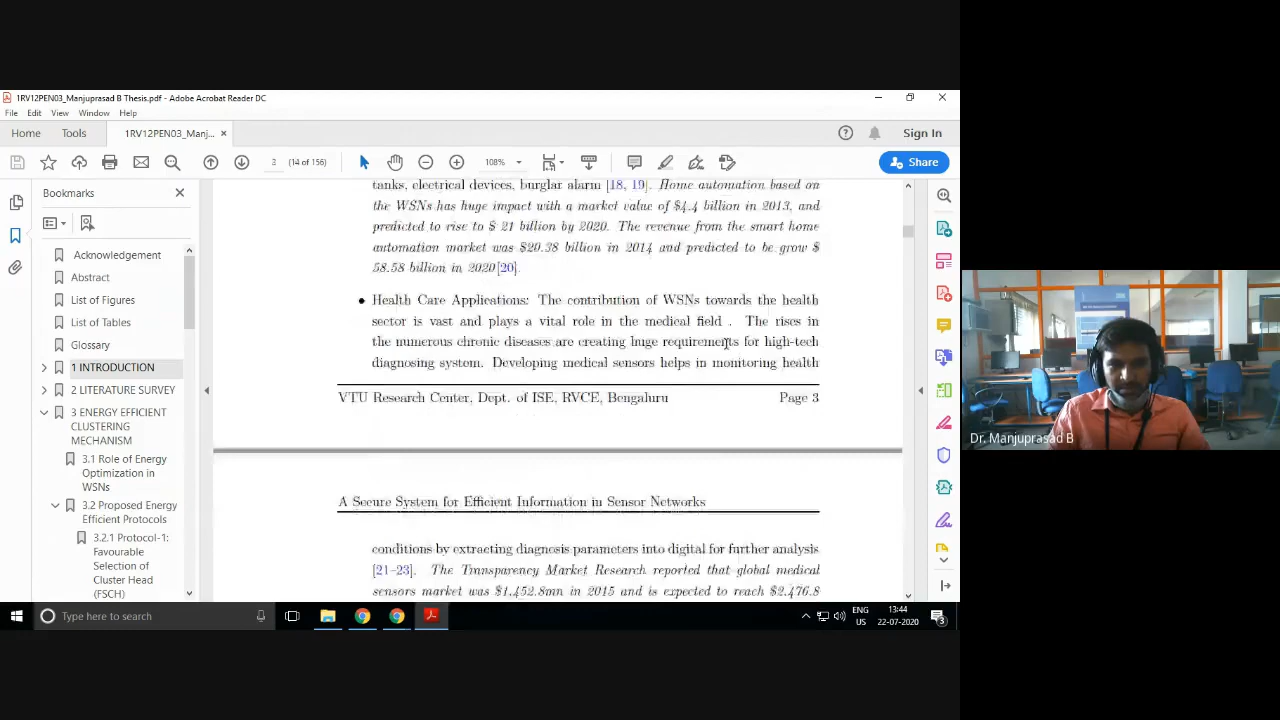 1RV12PEN03_Manjuprasad B Thesis.pdf - Adobe Acrobat Reader DC
File Edit View Window Help
Home Tools 1RV12PEN03_Manj... × Sign In
3 (14 of 156) 108% Share
Bookmarks
Acknowledgement
Abstract
List of Figures
List of Tables
Glossary
1 INTRODUCTION
2 LITERATURE SURVEY
3 ENERGY EFFICIENT
CLUSTERING
MECHANISM
3.1 Role of Energy
Optimization in
WSNs
3.2 Proposed Energy
Efficient Protocols
3.2.1 Protocol-1:
Favourable
Selection of
Cluster Head
(FSCH)
tanks, electrical devices, burglar alarm [18, 19]. Home automation based on
the WSNs has huge impact with a market value of $4.4 billion in 2013, and
predicted to rise to $ 21 billion by 2020. The revenue from the smart home
automation market was $20.38 billion in 2014 and predicted to be grow $
58.58 billion in 2020[20].
• Health Care Applications: The contribution of WSNs towards the health
sector is vast and plays a vital role in the medical field . The rises in
the numerous chronic diseases are creating huge requirements for high-tech
diagnosing system. Developing medical sensors helps in monitoring health
VTU Research Center, Dept. of ISE, RVCE, Bengaluru Page 3
A Secure System for Efficient Information in Sensor Networks
conditions by extracting diagnosis parameters into digital for further analysis
[21-23]. The Transparency Market Research reported that global medical
sensors market was $1,452.8mn in 2015 and is expected to reach $2,476.8
Dr. Manjuprasad B
Type here to search
ENG
US
13:44
22-07-2020
3